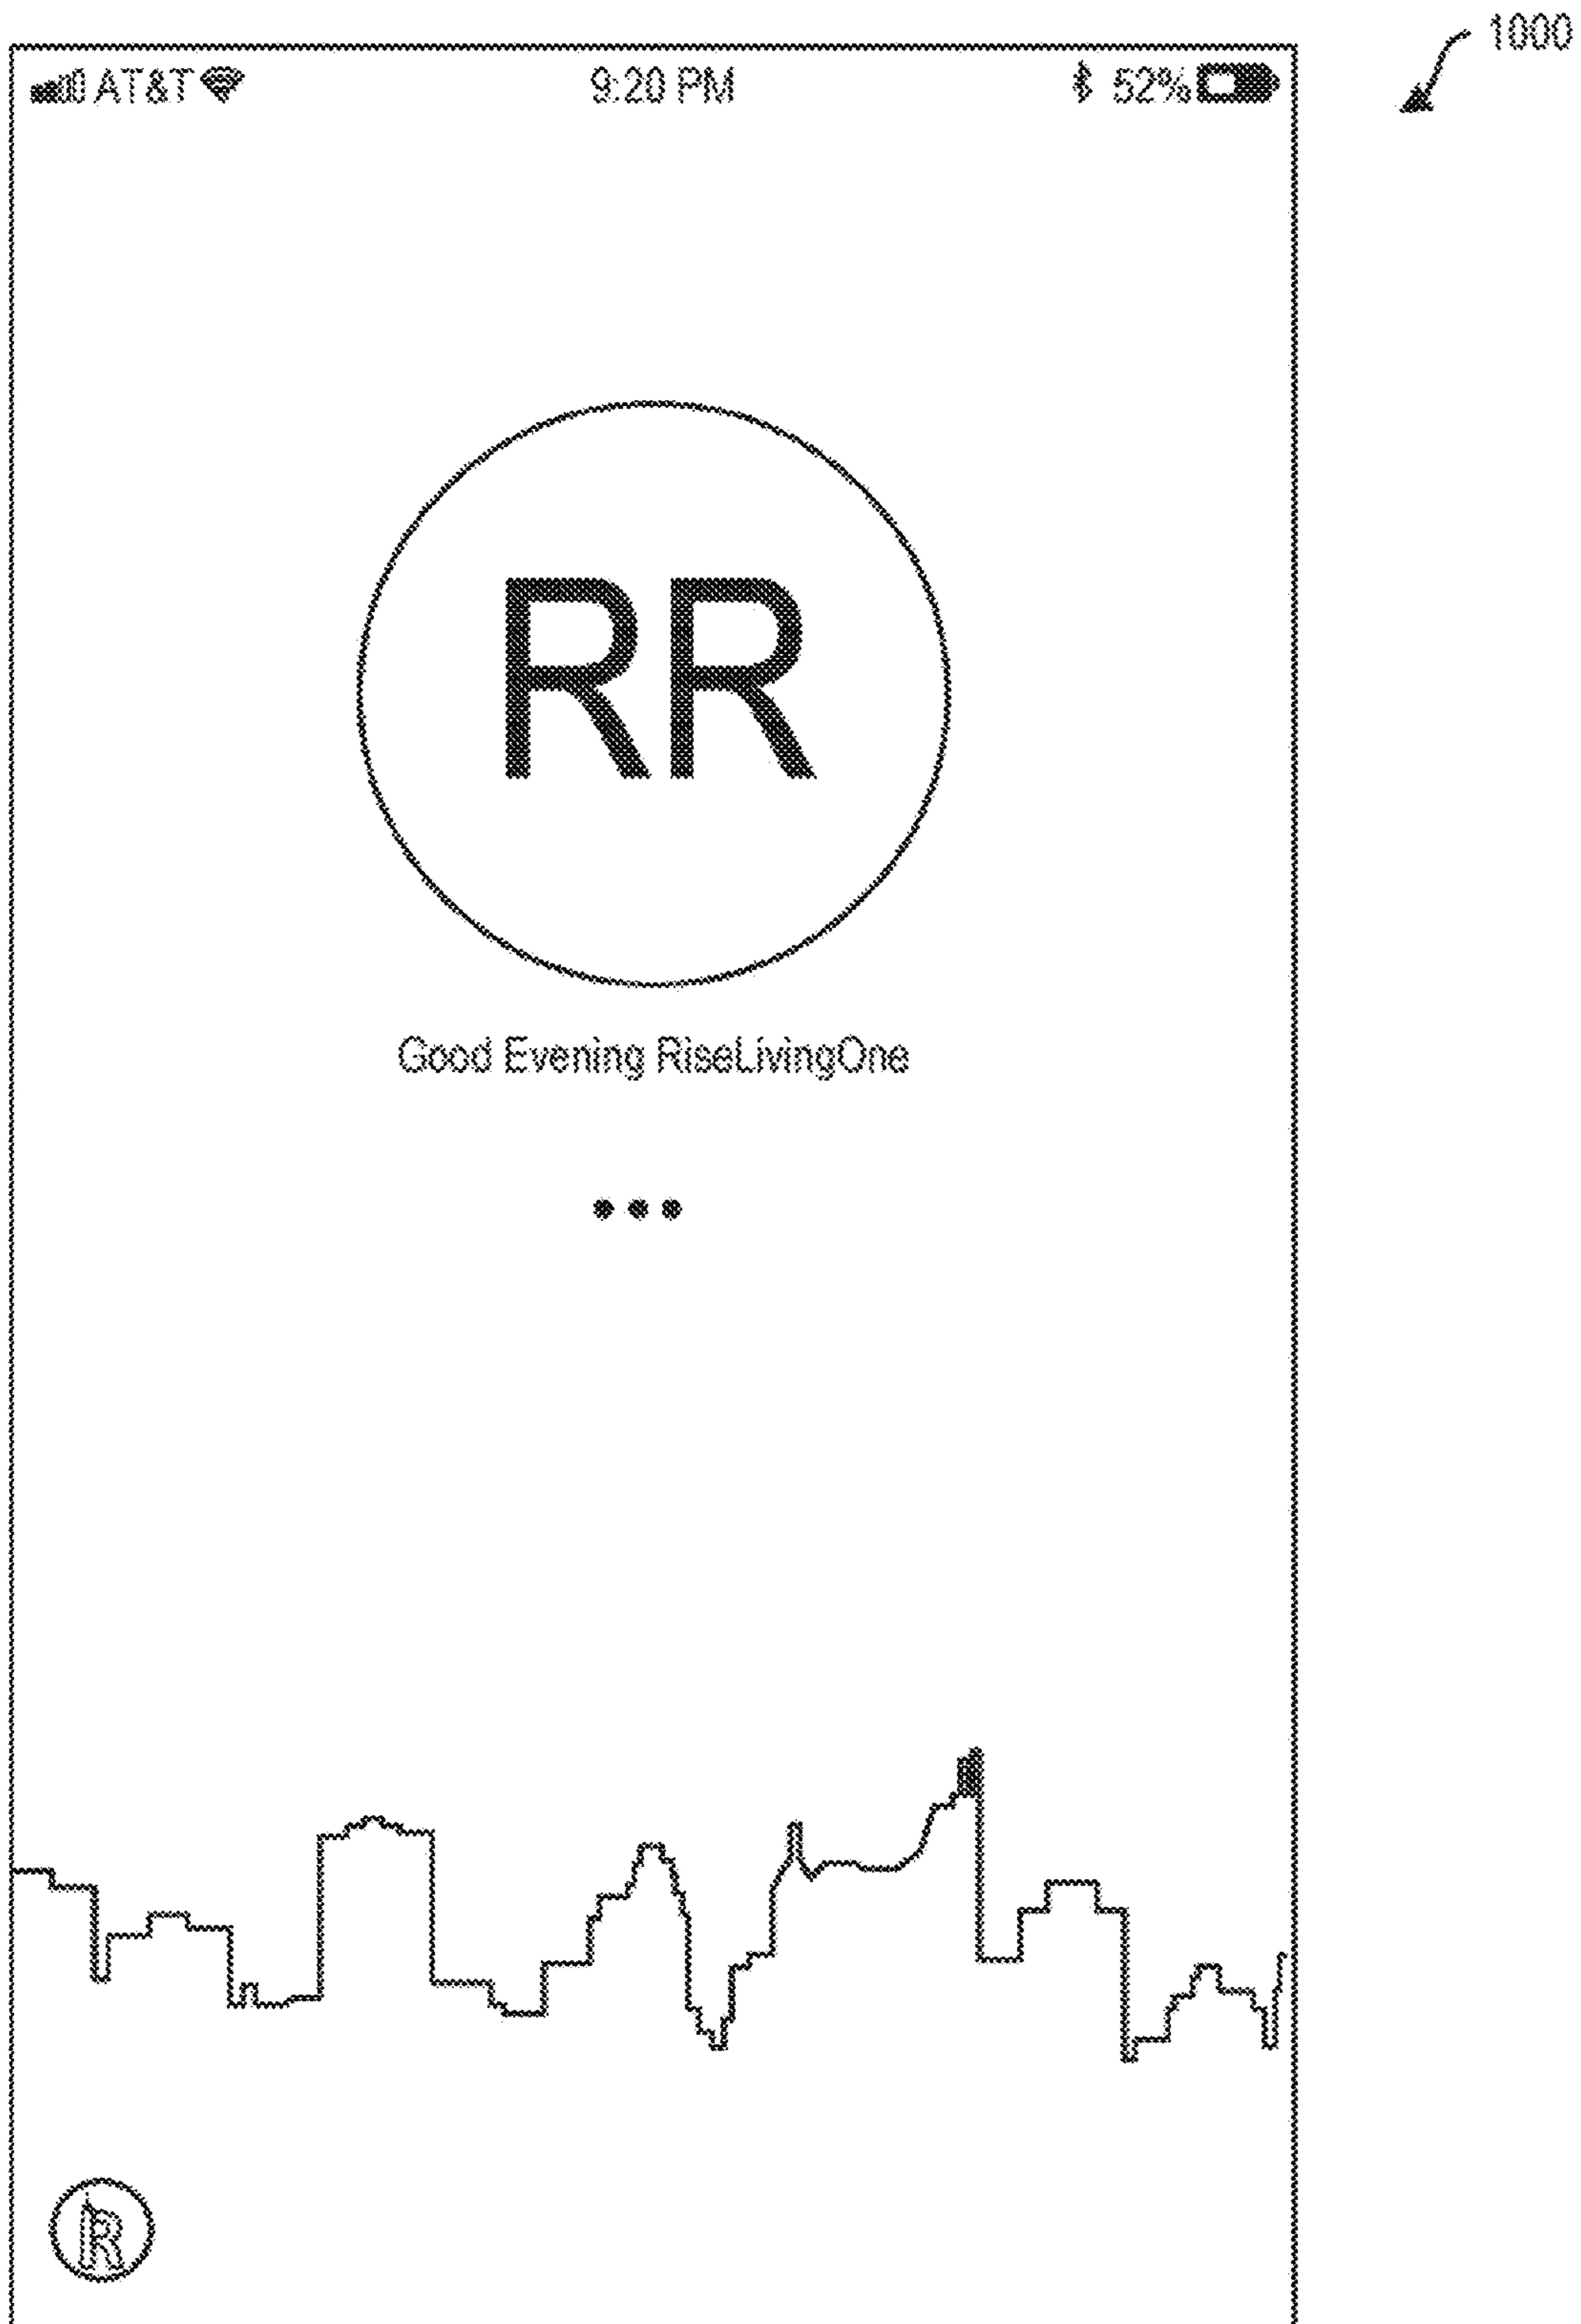 1000
AT&T 9:20 PM 52%
RR
Good Evening RiseLivingOne
•••
R